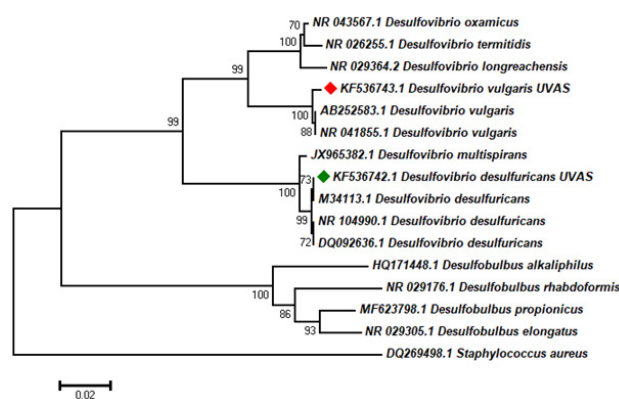 70
NR 043567.1 Desulfovibrio oxamicus
100
NR 026255.1 Desulfovibrio termitidis
99
NR 029364.2 Desulfovibrio longreachensis
KF536743.1 Desulfovibrio vulgaris UVAS
100
AB252583.1 Desulfovibrio vulgaris
99
88
NR 041855.1 Desulfovibrio vulgaris
JX965382.1 Desulfovibrio multispirans
73
KF536742.1 Desulfovibrio desulfuricans UVAS
100
M34113.1 Desulfovibrio desulfuricans
99
NR 104990.1 Desulfovibrio desulfuricans
72
DQ092636.1 Desulfovibrio desulfuricans
HQ171448.1 Desulfobulbus alkaliphilus
100
NR 029176.1 Desulfobulbus rhabdoformis
86
MF623798.1 Desulfobulbus propionicus
93
NR 029305.1 Desulfobulbus elongatus
DQ269498.1 Staphylococcus aureus
0.02